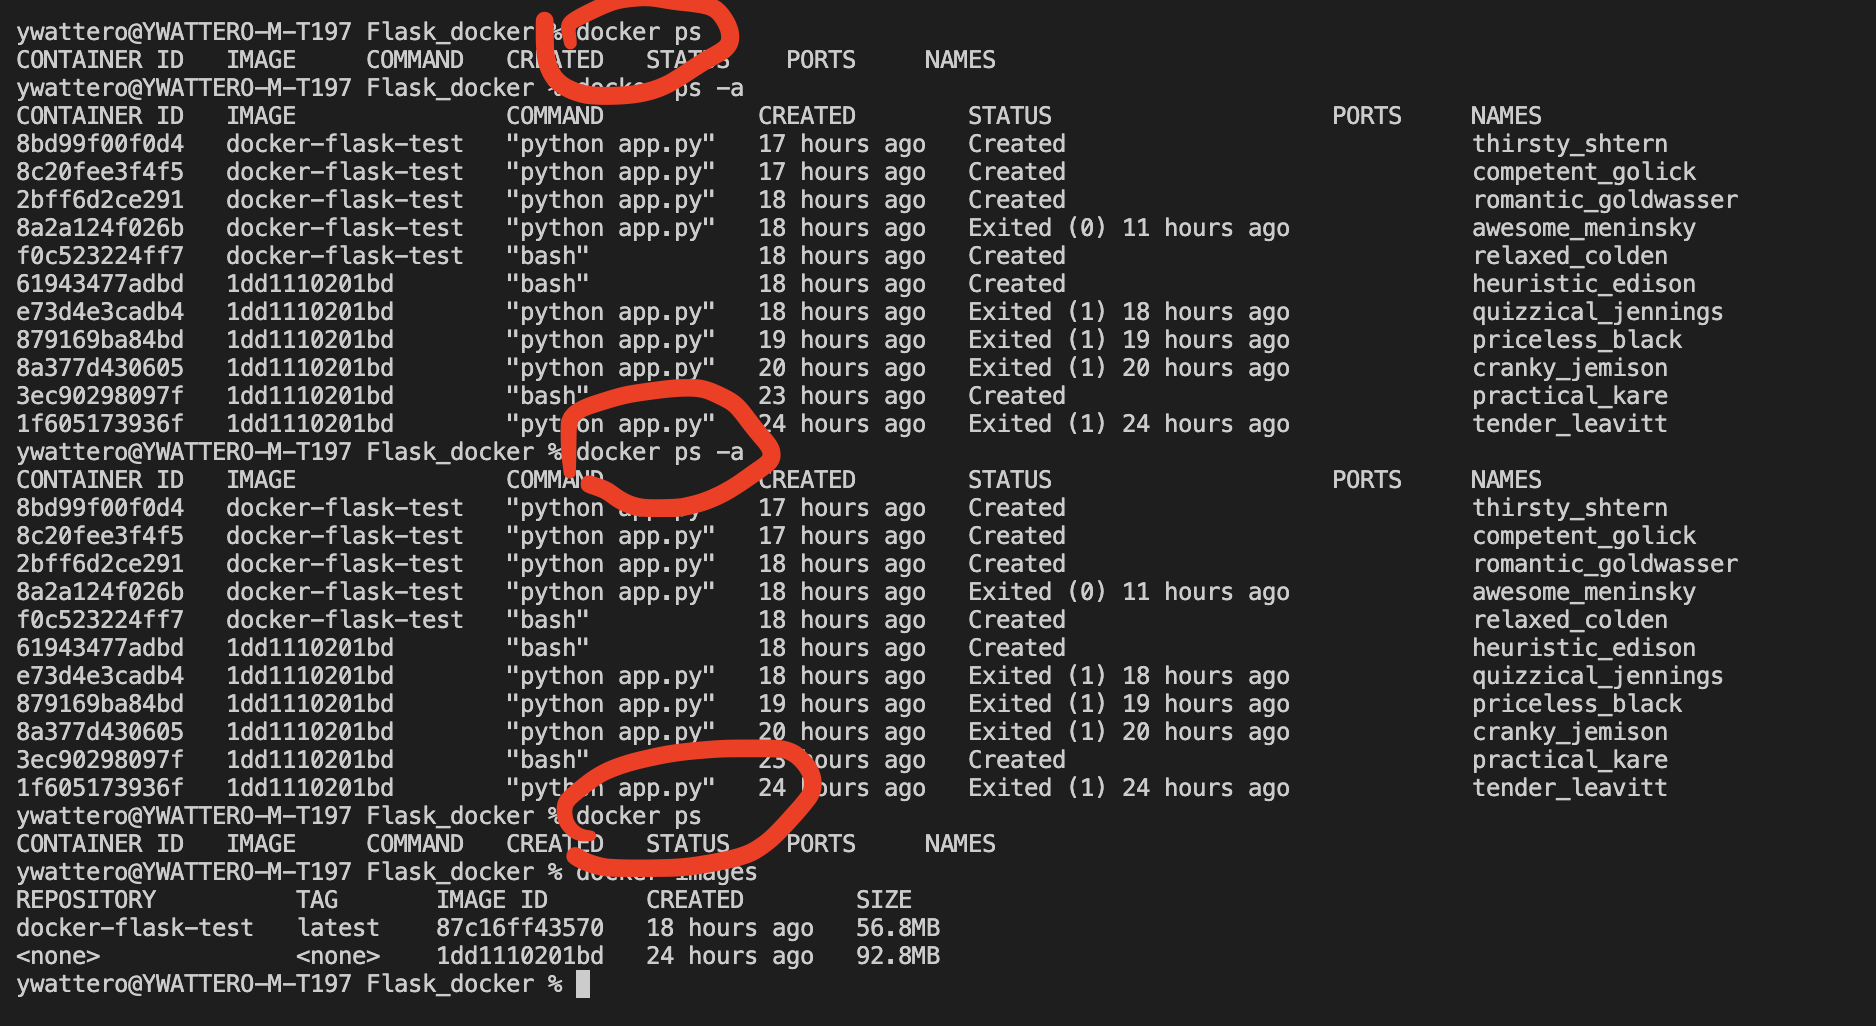 ywattero@YWATTERO-M-T197 Flask_docker % docker ps
CONTAINER ID   IMAGE     COMMAND   CREATED   STATUS    PORTS     NAMES
ywattero@YWATTERO-M-T197 Flask_docker % docker ps -a
CONTAINER ID   IMAGE               COMMAND           CREATED        STATUS                    PORTS     NAMES
8bd99f00f0d4   docker-flask-test   "python app.py"   17 hours ago   Created                             thirsty_shtern
8c20fee3f4f5   docker-flask-test   "python app.py"   17 hours ago   Created                             competent_golick
2bff6d2ce291   docker-flask-test   "python app.py"   18 hours ago   Created                             romantic_goldwasser
8a2a124f026b   docker-flask-test   "python app.py"   18 hours ago   Exited (0) 11 hours ago             awesome_meninsky
f0c523224ff7   docker-flask-test   "bash"            18 hours ago   Created                             relaxed_colden
61943477adbd   1dd1110201bd        "bash"            18 hours ago   Created                             heuristic_edison
e73d4e3cadb4   1dd1110201bd        "python app.py"   18 hours ago   Exited (1) 18 hours ago             quizzical_jennings
879169ba84bd   1dd1110201bd        "python app.py"   19 hours ago   Exited (1) 19 hours ago             priceless_black
8a377d430605   1dd1110201bd        "python app.py"   20 hours ago   Exited (1) 20 hours ago             cranky_jemison
3ec90298097f   1dd1110201bd        "bash"            23 hours ago   Created                             practical_kare
1f605173936f   1dd1110201bd        "python app.py"   24 hours ago   Exited (1) 24 hours ago             tender_leavitt
ywattero@YWATTERO-M-T197 Flask_docker % docker ps -a
CONTAINER ID   IMAGE               COMMAND           CREATED        STATUS                    PORTS     NAMES
8bd99f00f0d4   docker-flask-test   "python app.py"   17 hours ago   Created                             thirsty_shtern
8c20fee3f4f5   docker-flask-test   "python app.py"   17 hours ago   Created                             competent_golick
2bff6d2ce291   docker-flask-test   "python app.py"   18 hours ago   Created                             romantic_goldwasser
8a2a124f026b   docker-flask-test   "python app.py"   18 hours ago   Exited (0) 11 hours ago             awesome_meninsky
f0c523224ff7   docker-flask-test   "bash"            18 hours ago   Created                             relaxed_colden
61943477adbd   1dd1110201bd        "bash"            18 hours ago   Created                             heuristic_edison
e73d4e3cadb4   1dd1110201bd        "python app.py"   18 hours ago   Exited (1) 18 hours ago             quizzical_jennings
879169ba84bd   1dd1110201bd        "python app.py"   19 hours ago   Exited (1) 19 hours ago             priceless_black
8a377d430605   1dd1110201bd        "python app.py"   20 hours ago   Exited (1) 20 hours ago             cranky_jemison
3ec90298097f   1dd1110201bd        "bash"            23 hours ago   Created                             practical_kare
1f605173936f   1dd1110201bd        "python app.py"   24 hours ago   Exited (1) 24 hours ago             tender_leavitt
ywattero@YWATTERO-M-T197 Flask_docker % docker ps
CONTAINER ID   IMAGE     COMMAND   CREATED   STATUS    PORTS     NAMES
ywattero@YWATTERO-M-T197 Flask_docker % docker images
REPOSITORY          TAG       IMAGE ID       CREATED        SIZE
docker-flask-test   latest    87c16ff43570   18 hours ago   56.8MB
<none>              <none>    1dd1110201bd   24 hours ago   92.8MB
ywattero@YWATTERO-M-T197 Flask_docker %